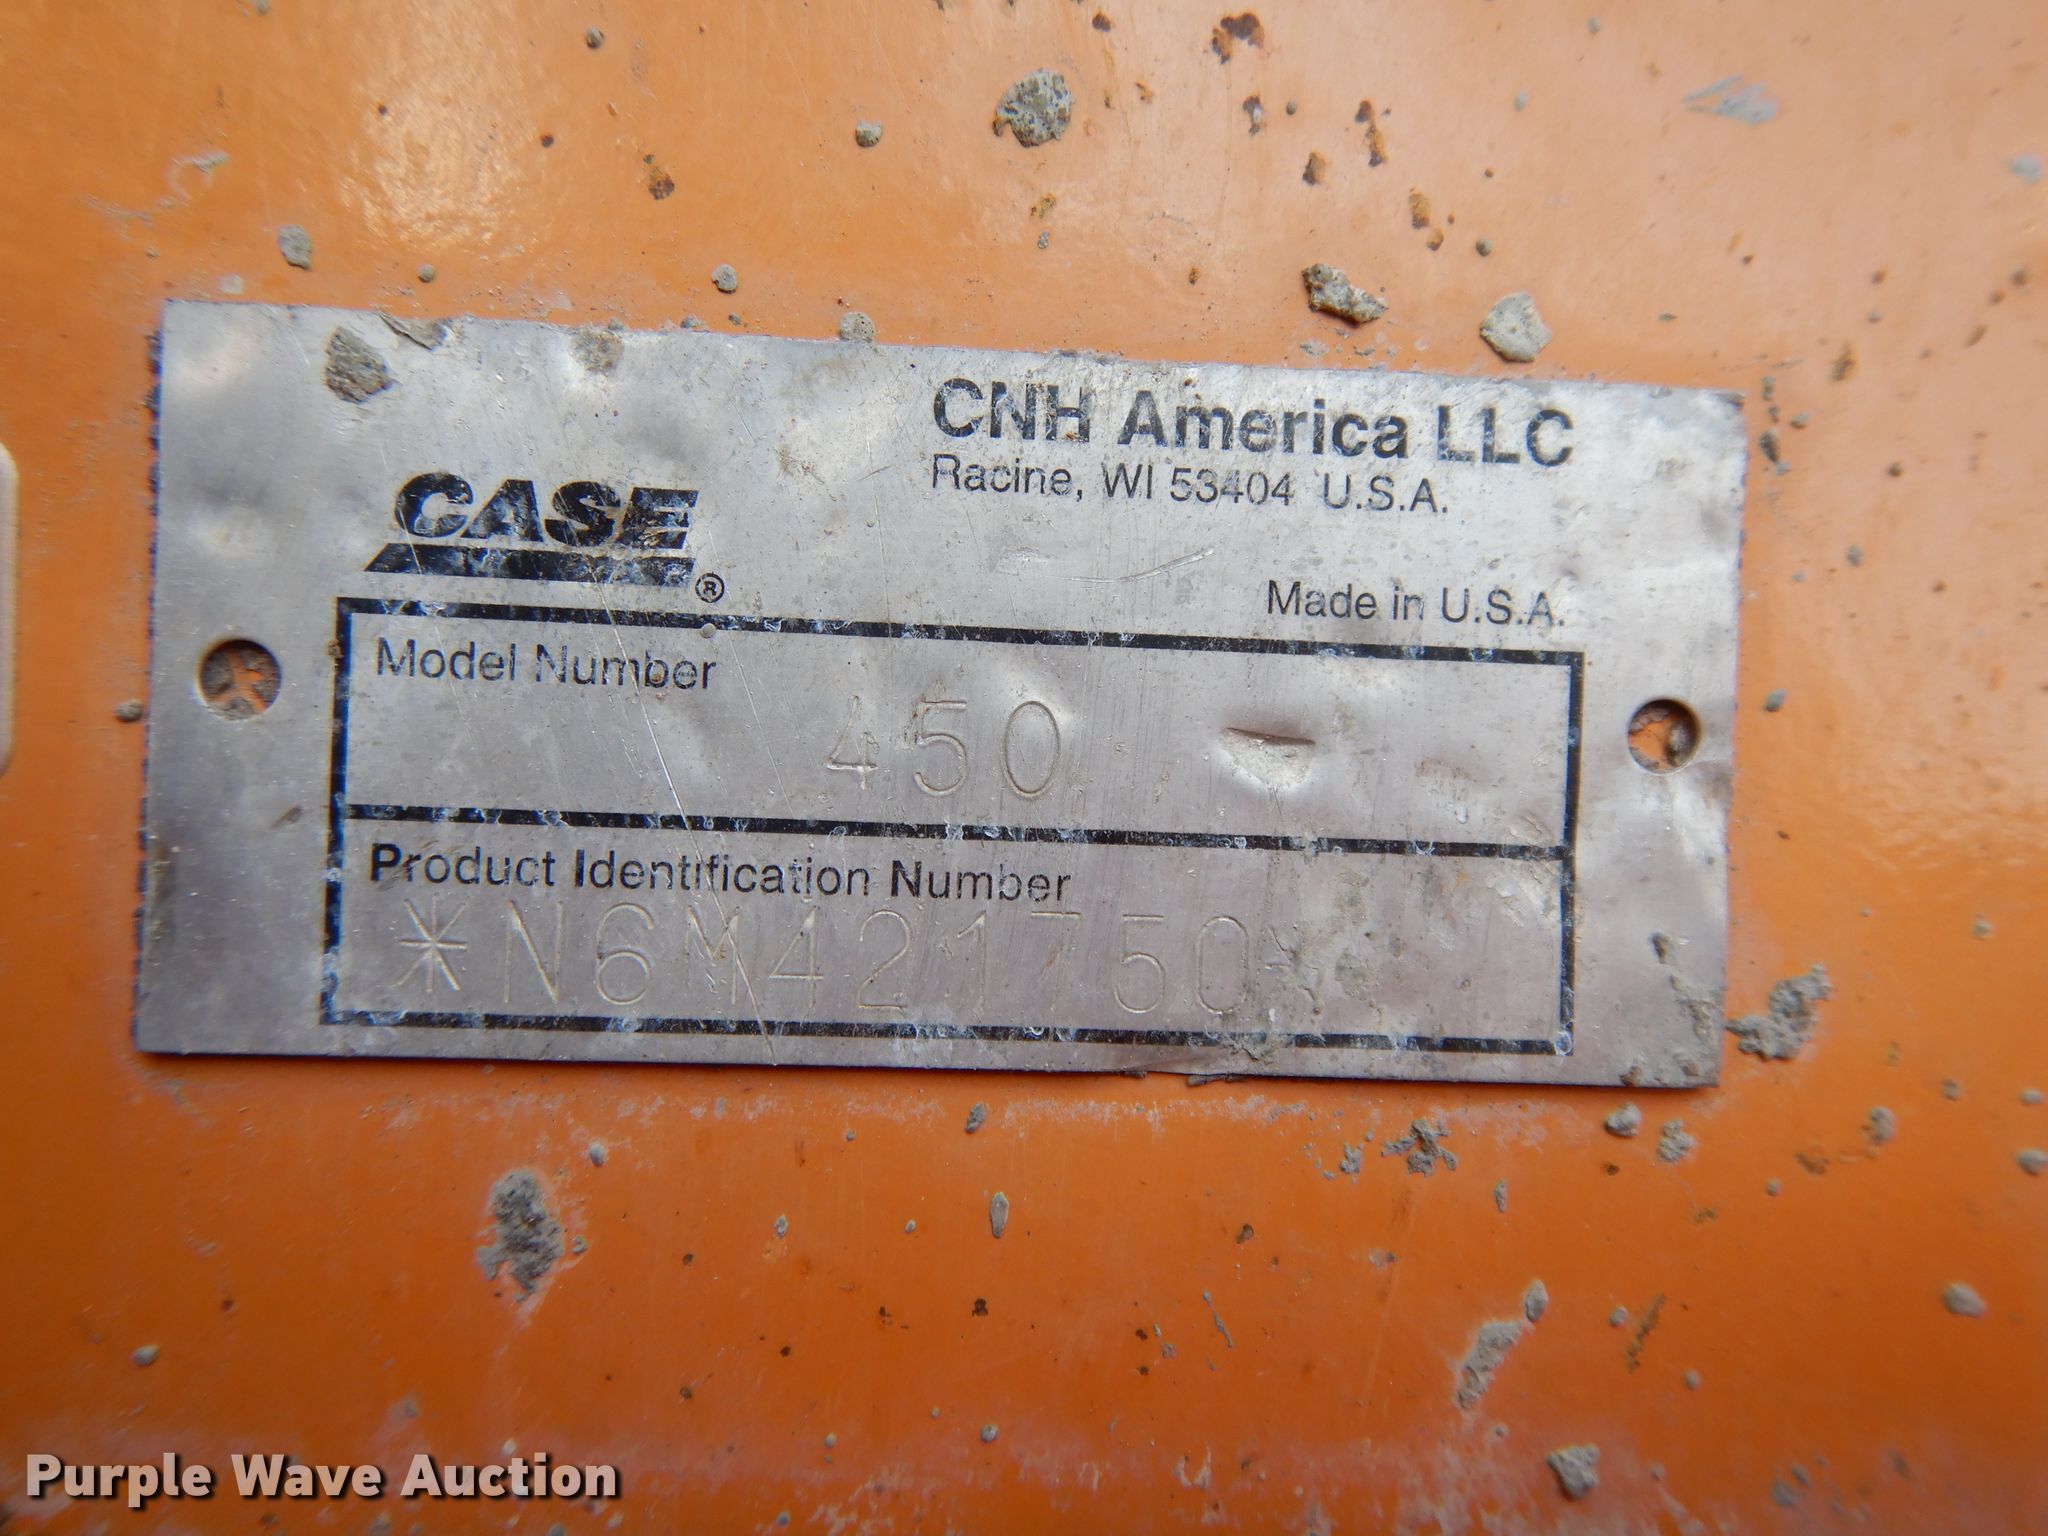 CNH America LLC
Racine, WI 53404 U.S.A.
CASE®
Made in U.S.A.
Model Number
450
Product Identification Number
*N6M421750*
Purple Wave Auction